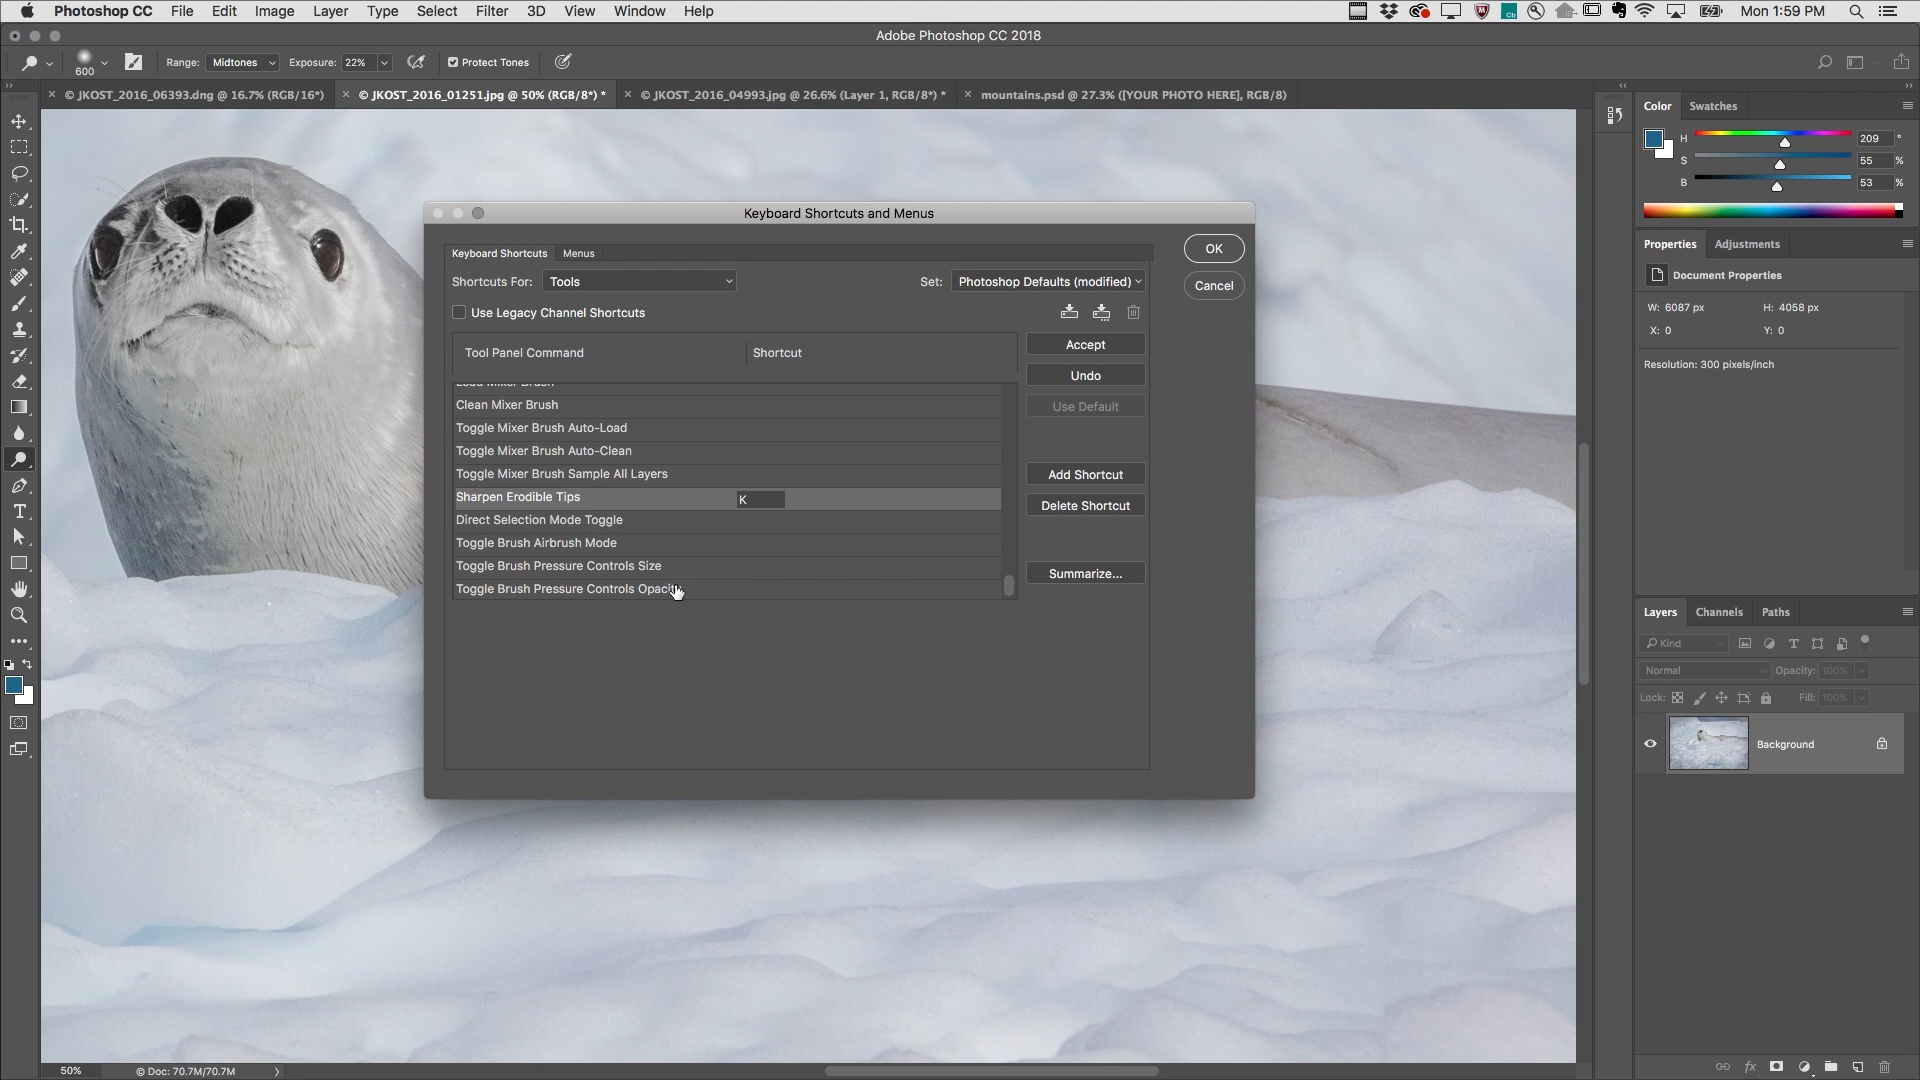 Photoshop CC File Edit Image Layer Type Select Filter 3D View Window Help Mon 1:59 PM
Adobe Photoshop CC 2018
600 Range: Midtones Exposure: 22% Protect Tones
© JKOST_2016_06393.dng @ 16.7% (RGB/16*) © JKOST_2016_01251.jpg @ 50% (RGB/8*) * © JKOST_2016_04993.jpg @ 26.6% (Layer 1, RGB/8*) * mountains.psd @ 27.3% ([YOUR PHOTO HERE], RGB/8)
Color Swatches
H 209 °
S 55 %
B 53 %
Properties Adjustments
Document Properties
W: 6087 px H: 4058 px
X: 0 Y: 0
Resolution: 300 pixels/inch
Keyboard Shortcuts and Menus
Keyboard Shortcuts Menus
Shortcuts For: Tools Set: Photoshop Defaults (modified)
Use Legacy Channel Shortcuts
Tool Panel Command Shortcut
Load Mixer Brush
Clean Mixer Brush
Toggle Mixer Brush Auto-Load
Toggle Mixer Brush Auto-Clean
Toggle Mixer Brush Sample All Layers
Sharpen Erodible Tips K
Direct Selection Mode Toggle
Toggle Brush Airbrush Mode
Toggle Brush Pressure Controls Size
Toggle Brush Pressure Controls Opacity
OK
Cancel
Accept
Undo
Use Default
Add Shortcut
Delete Shortcut
Summarize...
Layers Channels Paths
Kind
Normal Opacity: 100%
Lock: Fill: 100%
Background
fx
50% © Doc: 70.7M/70.7M